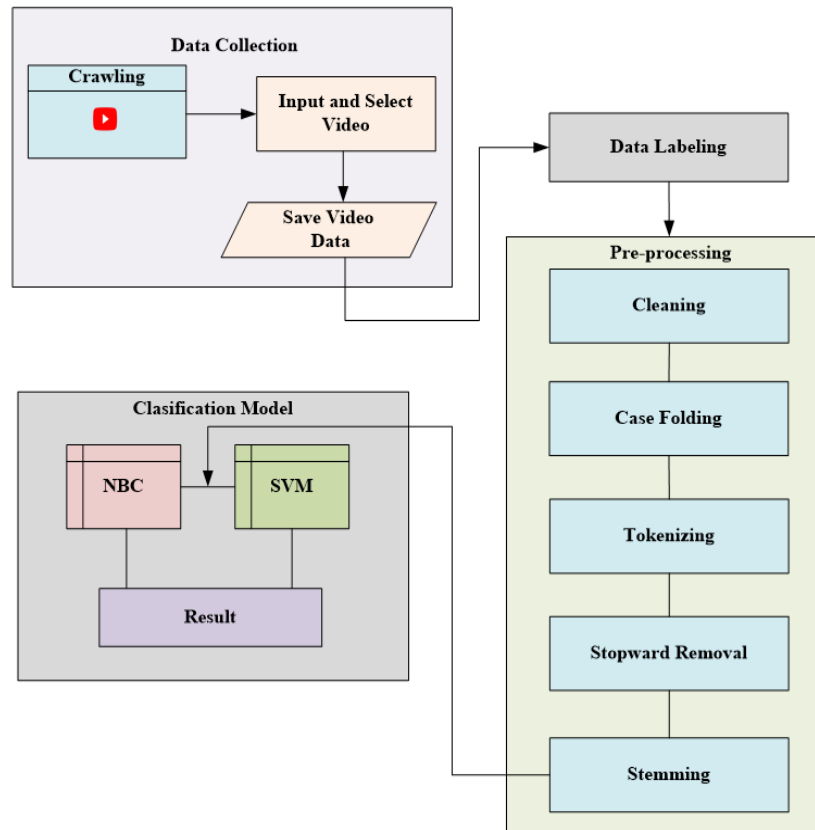 Data Collection
Crawling
Input and Select
Video
Save Video
Data
Data Labeling
Pre-processing
Cleaning
Case Folding
Tokenizing
Stopward Removal
Stemming
Clasification Model
NBC
SVM
Result